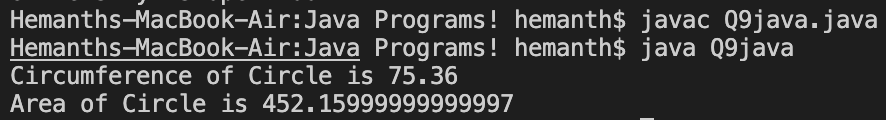 Hemanths-MacBook-Air:Java Programs! hemanth$ javac Q9java.java
Hemanths-MacBook-Air:Java Programs! hemanth$ java Q9java
Circumference of Circle is 75.36
Area of Circle is 452.15999999999997